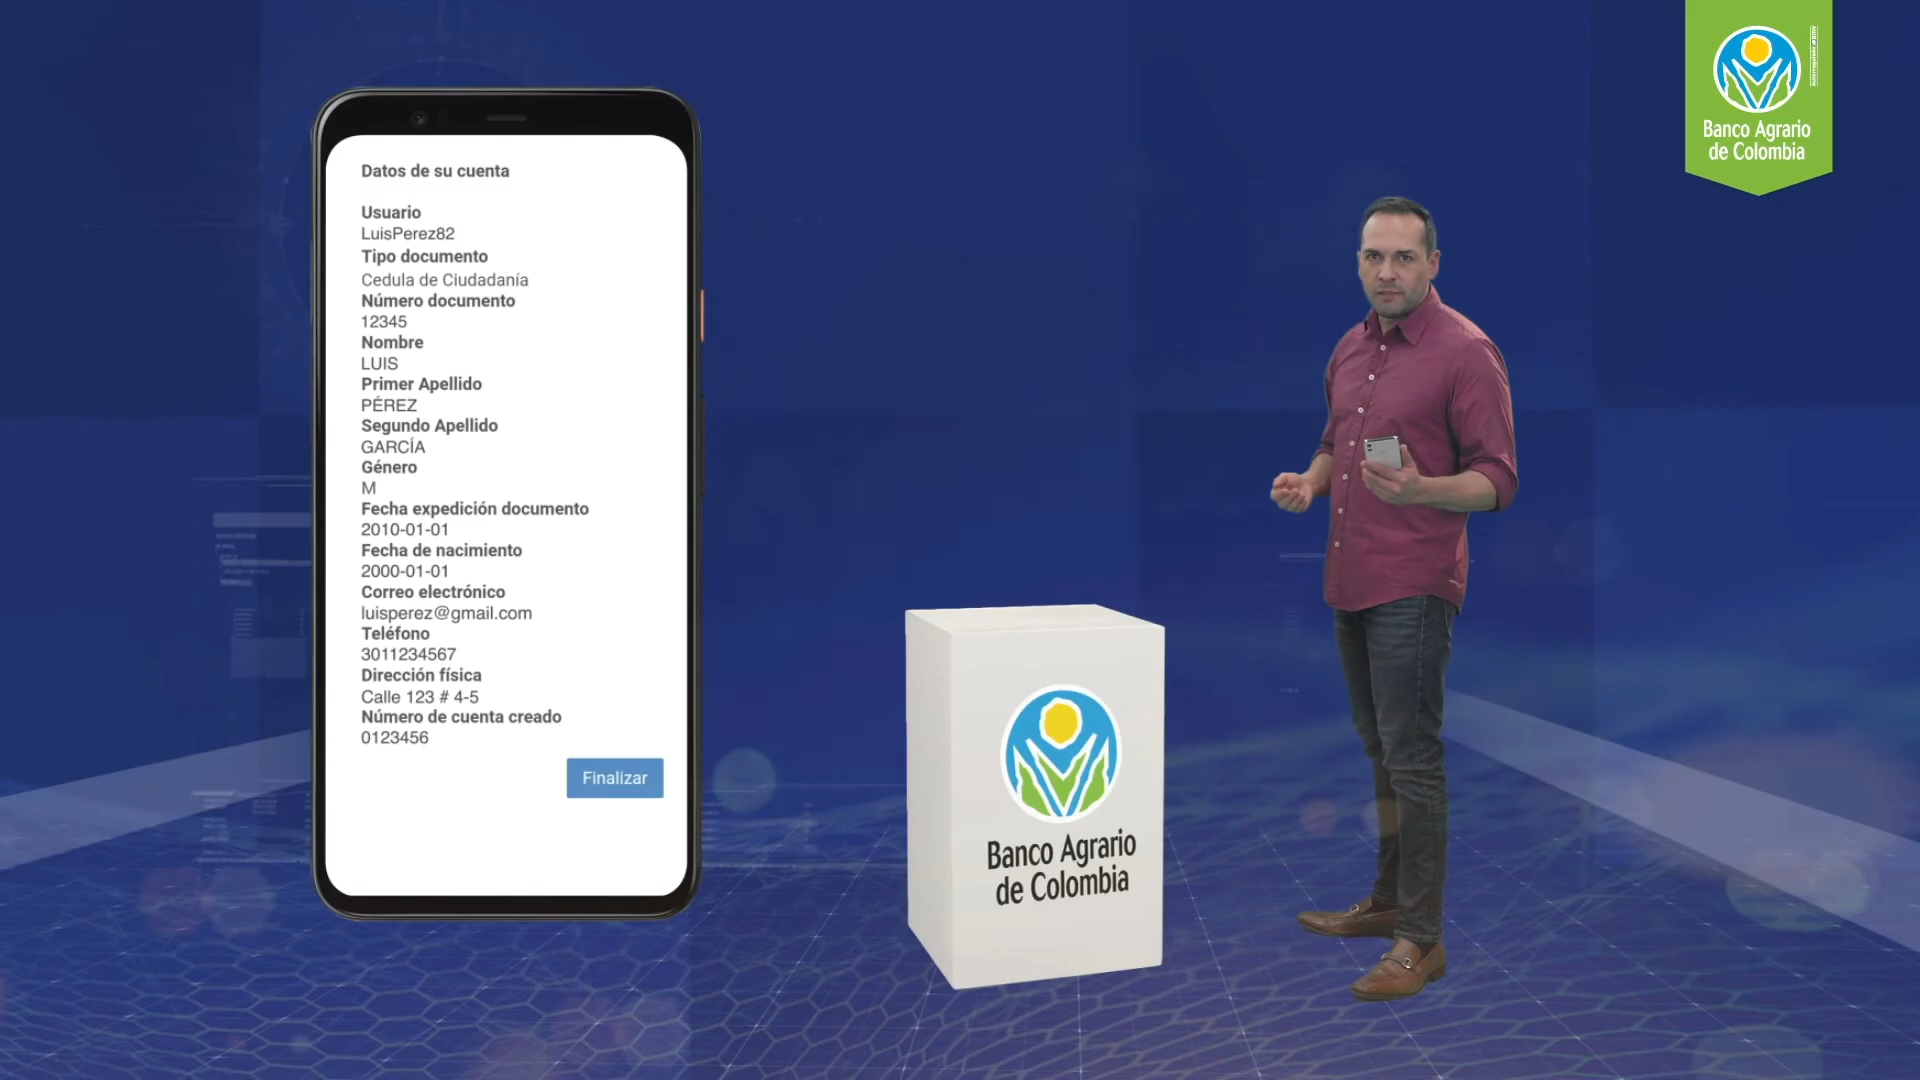 Datos de su cuenta
Usuario
LuisPerez82
Tipo documento
Cedula de Ciudadanía
Número documento
12345
Nombre
LUIS
Primer Apellido
PÉREZ
Segundo Apellido
GARCÍA
Género
M
Fecha expedición documento
2010-01-01
Fecha de nacimiento
2000-01-01
Correo electrónico
luisperez@gmail.com
Teléfono
3011234567
Dirección física
Calle 123 # 4-5
Número de cuenta creado
0123456
Finalizar
Banco Agrario
de Colombia
Banco Agrario
de Colombia